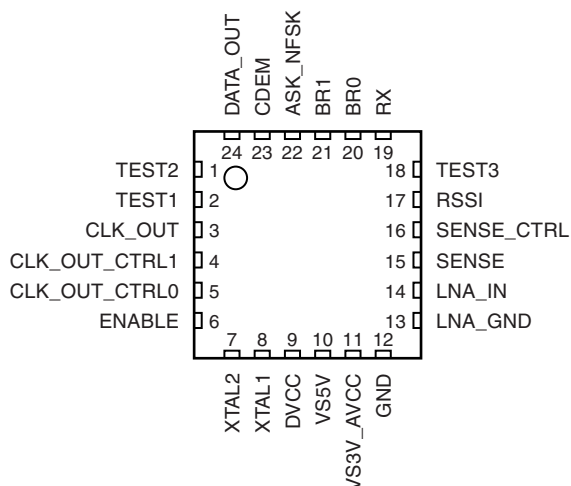 DATA_OUT
CDEM
ASK_NFSK
BR1
BR0
RX
24 23 22 21 20 19
TEST2 1 18 TEST3
TEST1 2 17 RSSI
CLK_OUT 3 16 SENSE_CTRL
CLK_OUT_CTRL1 4 15 SENSE
CLK_OUT_CTRL0 5 14 LNA_IN
ENABLE 6 13 LNA_GND
7 8 9 10 11 12
XTAL2
XTAL1
DVCC
VS5V
VS3V_AVCC
GND